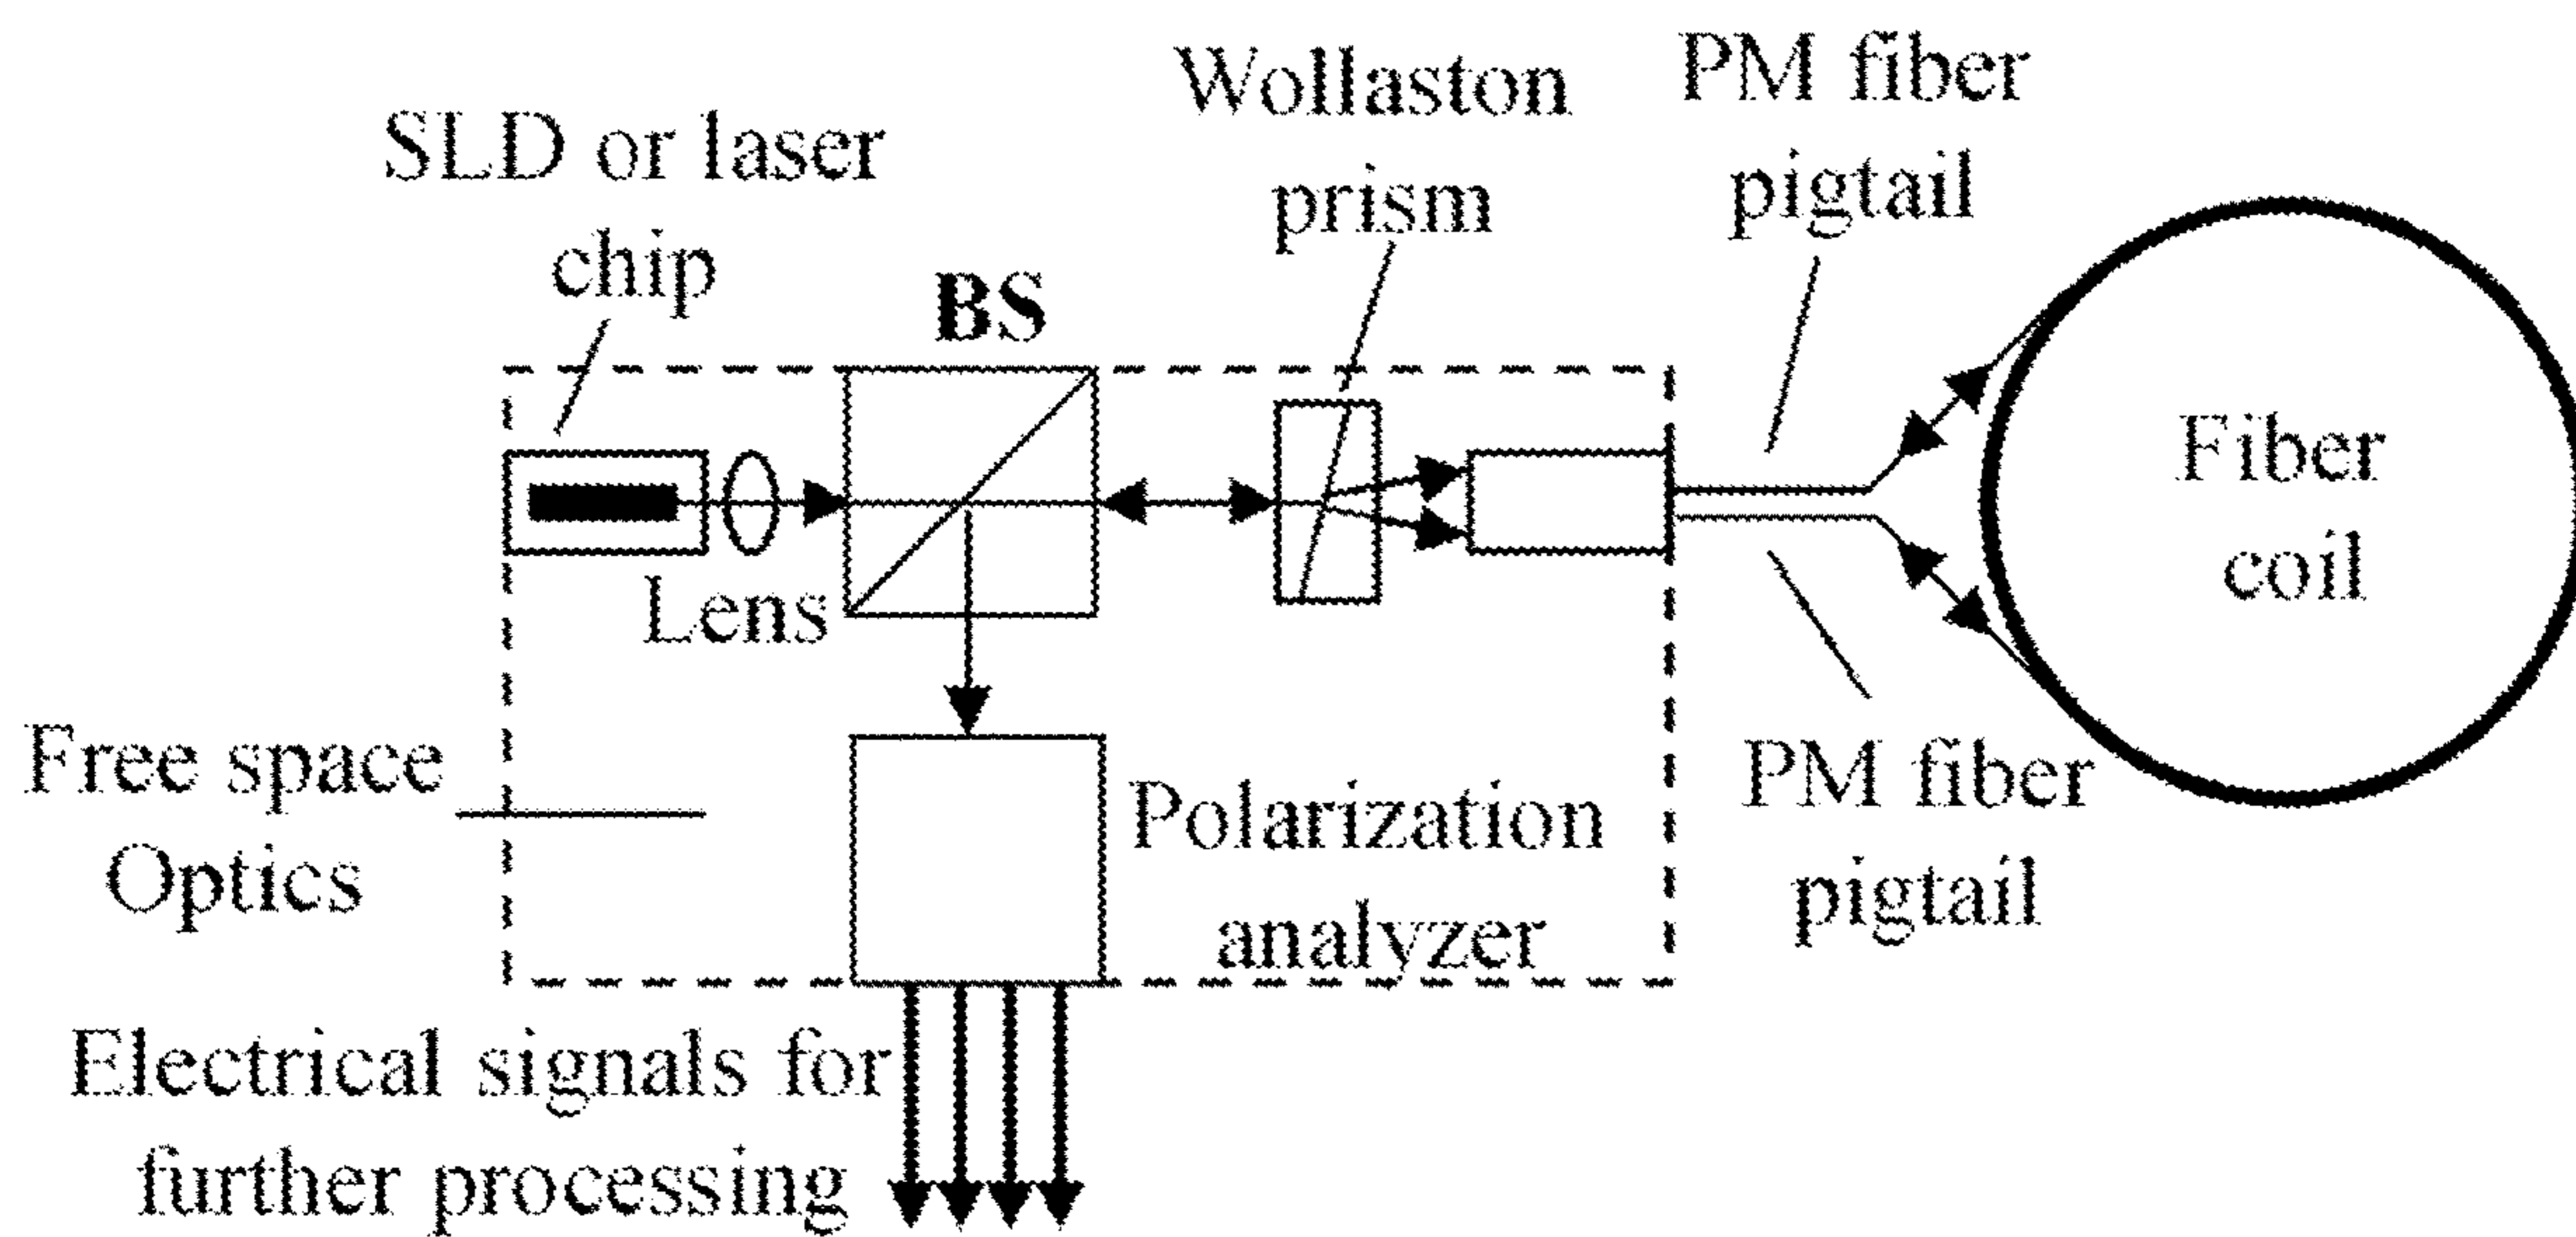 SLD or laser
chip
BS
Wollaston
prism
PM fiber
pigtail
Lens
Fiber
coil
Free space
Optics
Polarization
analyzer
PM fiber
pigtail
Electrical signals for
further processing